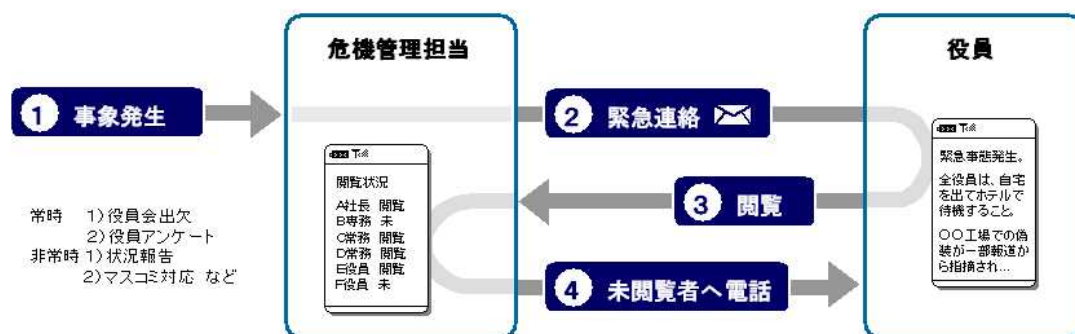 危機管理担当
役員
1 事象発生
2 緊急連絡
緊急事態発生。
全役員は、自宅
を出てホテルで
待機すること。
〇〇工場での偽
装が一部報道か
ら指摘され...
3 閲覧
閲覧状況
A社長 閲覧
B専務 未
C常務 閲覧
D常務 閲覧
E役員 閲覧
F役員 未
4 未閲覧者へ電話
常時 1)役員会出欠
2)役員アンケート
非常時 1)状況報告
2)マスコミ対応 など